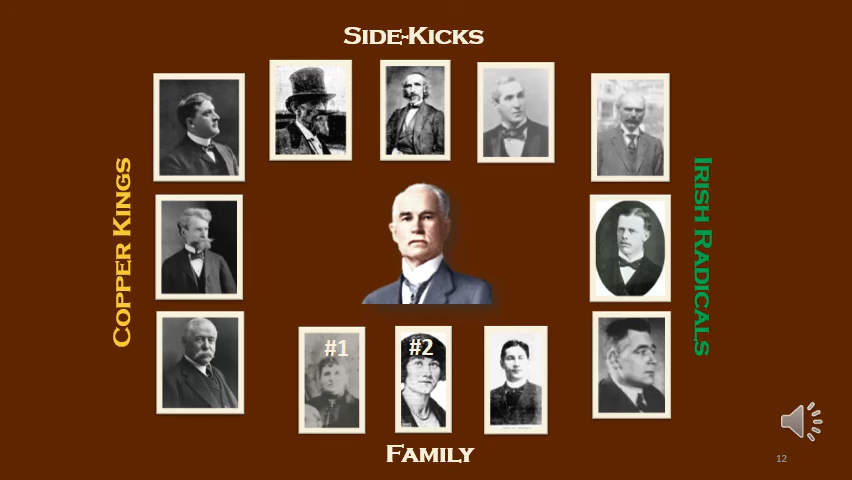 SIDE-KICKS
COPPER KINGS
IRISH RADICALS
#1
#2
FAMILY
12